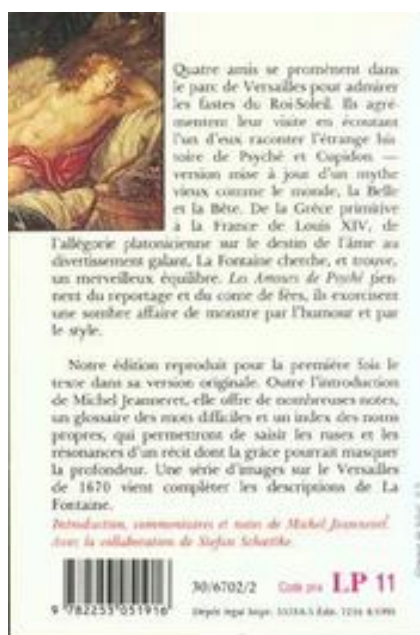 Quatre amis se promènent dans
le parc de Versailles pour admirer
les fastes du Roi-Soleil. Ils agré-
mentent leur visite en écoutant
l'un d'eux raconter l'étrange his-
toire de Psyché et Cupidon —
version mise à jour d'un mythe
vieux comme le monde, la Belle
et la Bête. De la Grèce primitive
à la France de Louis XIV, de
l'allégorie platonicienne sur le destin de l'âme au
divertissement galant, La Fontaine cherche, et trouve,
un merveilleux équilibre. Les Amours de Psyché tien-
nent du reportage et du conte de fées, ils exorcisent
une sombre affaire de monstre par l'humour et par
le style.
Notre édition reproduit pour la première fois le
texte dans sa version originale. Outre l'introduction
de Michel Jeanneret, elle offre de nombreuses notes,
un glossaire des mots difficiles et un index des noms
propres, qui permettront de saisir les ruses et les
résonances d'un récit dont la grâce pourrait masquer
la profondeur. Une série d'images sur le Versailles
de 1670 vient compléter les descriptions de La
Fontaine.
Introduction, commentaires et notes de Michel Jeanneret.
Avec la collaboration de Stefan Schoettke
30/6702/2 Code prix LP 11
9 782253 051916
Dépôt légal Impr.